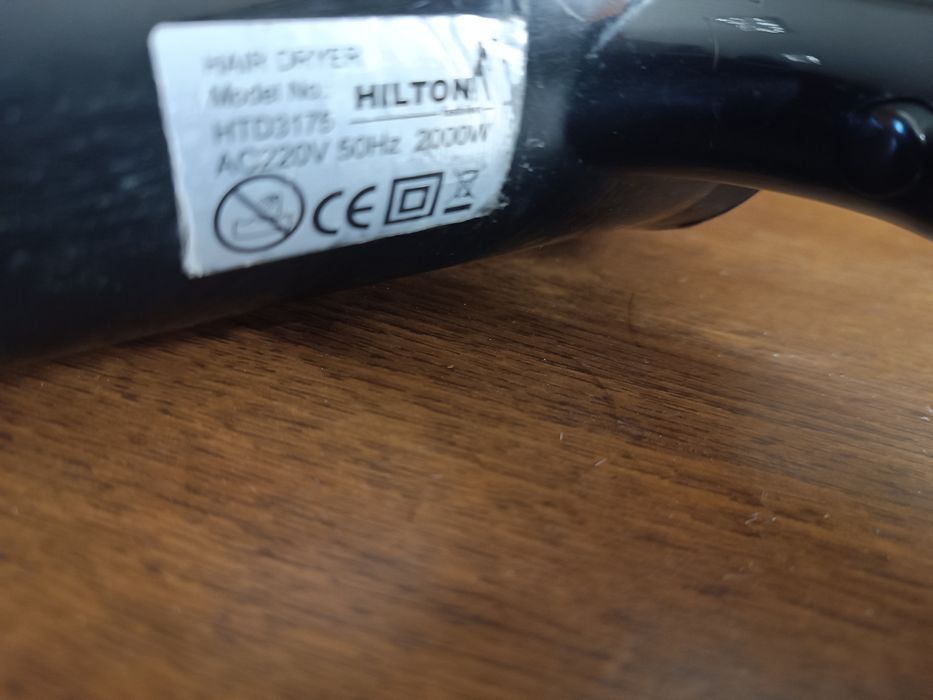 HAIR DRYER
Model No.: HILTON
HTD3175
AC220V 50Hz 2000W
CE